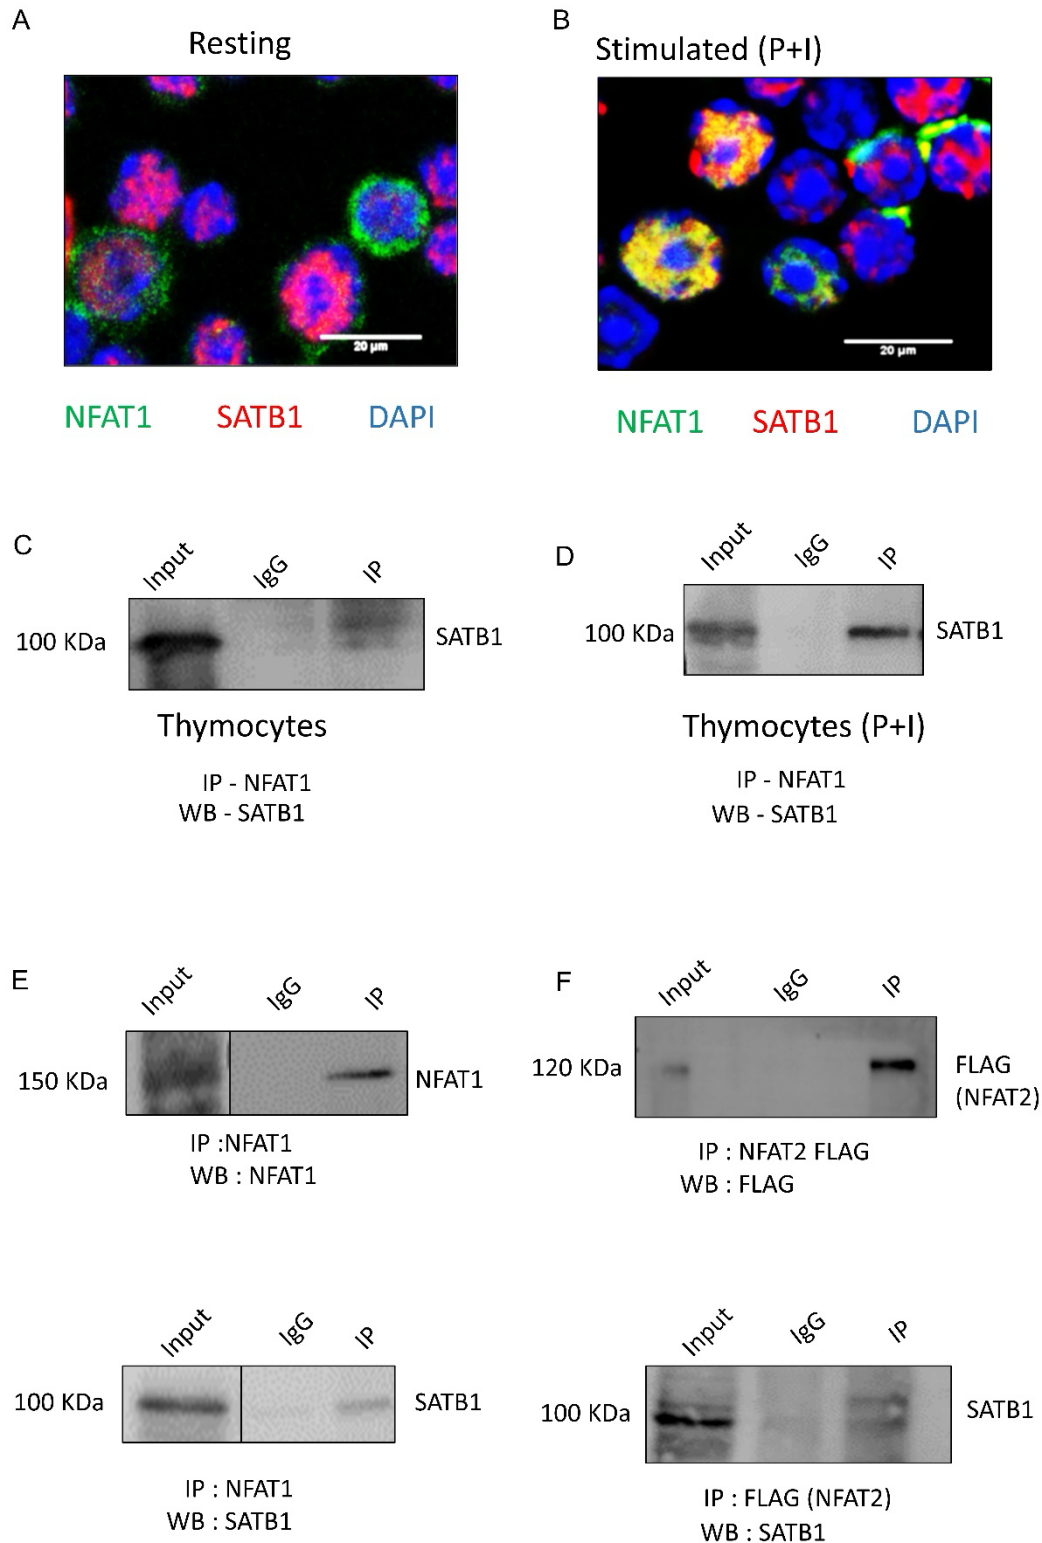 A
Resting
20 µm
NFAT1 SATB1 DAPI
B
Stimulated (P+I)
20 µm
NFAT1 SATB1 DAPI
C
Input IgG IP
100 KDa SATB1
Thymocytes
IP - NFAT1
WB - SATB1
D
Input IgG IP
100 KDa SATB1
Thymocytes (P+I)
IP - NFAT1
WB - SATB1
E
Input IgG IP
150 KDa NFAT1
IP :NFAT1
WB : NFAT1
Input IgG IP
100 KDa SATB1
IP : NFAT1
WB : SATB1
F
Input IgG IP
120 KDa FLAG
(NFAT2)
IP : NFAT2 FLAG
WB : FLAG
Input IgG IP
100 KDa SATB1
IP : FLAG (NFAT2)
WB : SATB1